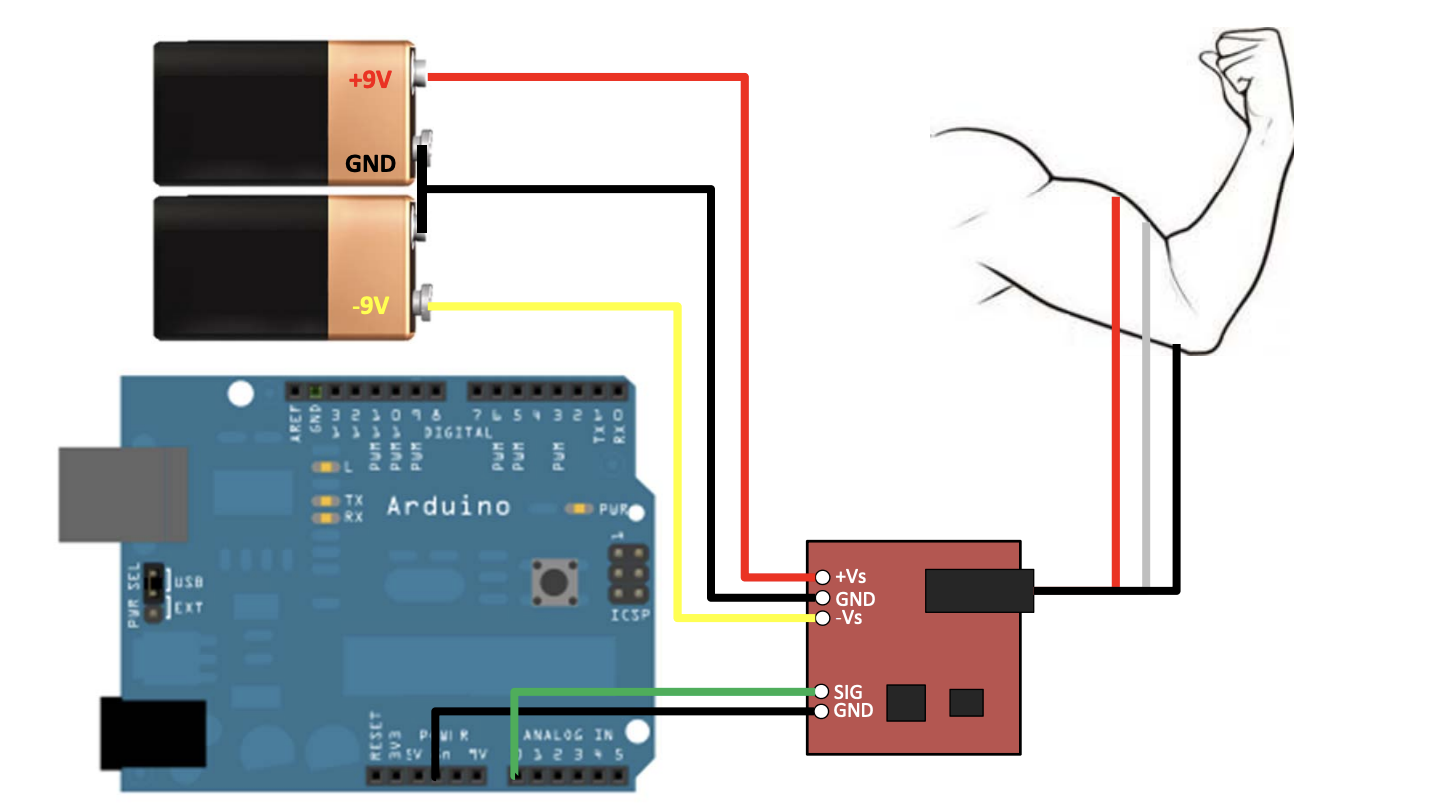 +9V
GND
-9V
AREF
GND
13
12
11
10
9
8
7
6
5
4
3
2
1
0
PWM
PWM
PWM
DIGITAL
PWM
PWM
PWM
TX
RX
L
TX
RX
Arduino
PWR
1
ICSP
PWR SEL
USB
EXT
+Vs
GND
-Vs
SIG
GND
RESET
3V3
5V
9V
ANALOG IN
0 1 2 3 4 5